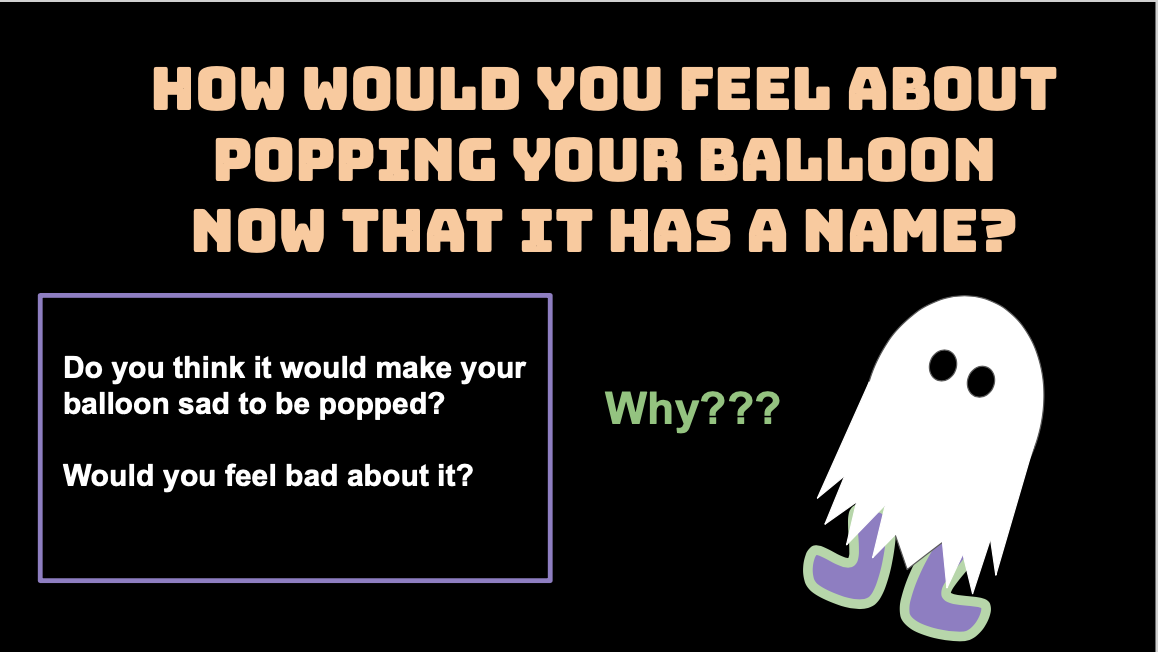 HOW WOULD YOU FEEL ABOUT
POPPING YOUR BALLOON
NOW THAT IT HAS A NAME?
Do you think it would make your
balloon sad to be popped?
Would you feel bad about it?
Why???